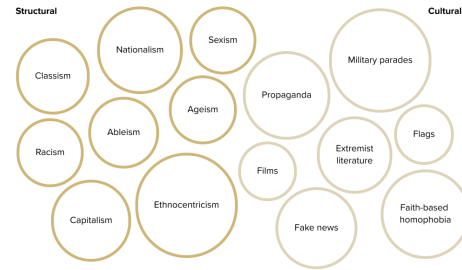 Structural
Cultural
Nationalism
Sexism
Military parades
Classism
Propaganda
Ageism
Ableism
Flags
Racism
Extremist
literature
Films
Ethnocentricism
Faith-based
homophobia
Capitalism
Fake news